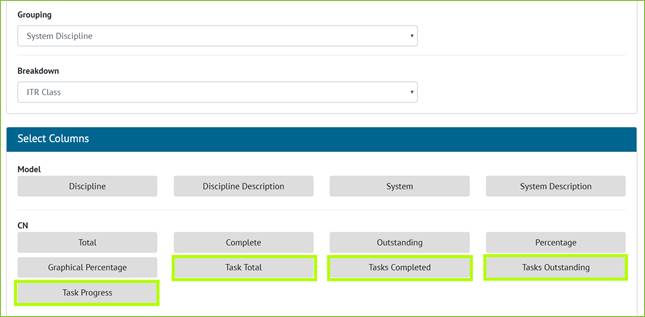 Grouping
System Discipline
Breakdown
ITR Class
Select Columns
Model
Discipline Discipline Description System System Description
CN
Total Complete Outstanding Percentage
Graphical Percentage Task Total Tasks Completed Tasks Outstanding
Task Progress